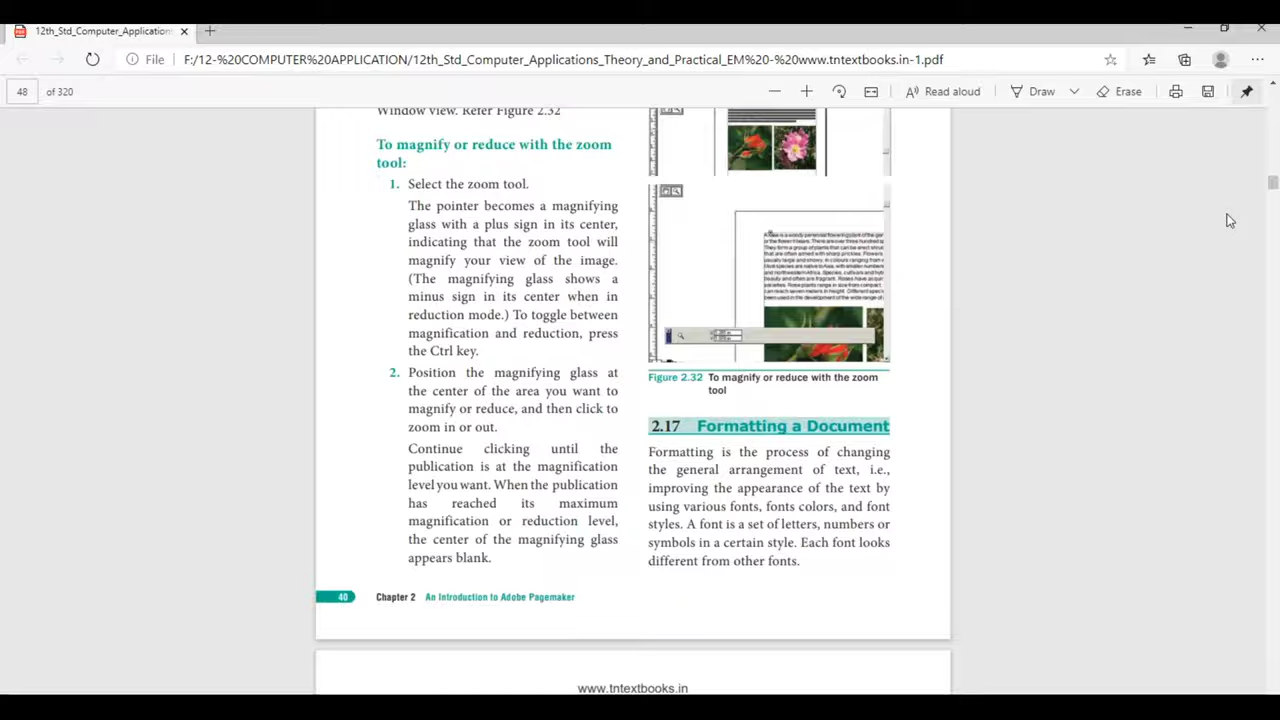 12th_Std_Computer_Applications
File
F:/12-%20COMPUTER%20APPLICATION/12th_Std_Computer_Applications_Theory_and_Practical_EM%20-%20www.tntextbooks.in-1.pdf
48 of 320
Read aloud
Draw
Erase
Window view. Refer Figure 2.32
To magnify or reduce with the zoom
tool:
1. Select the zoom tool.
The pointer becomes a magnifying
glass with a plus sign in its center,
indicating that the zoom tool will
magnify your view of the image.
(The magnifying glass shows a
minus sign in its center when in
reduction mode.) To toggle between
magnification and reduction, press
the Ctrl key.
2. Position the magnifying glass at
the center of the area you want to
magnify or reduce, and then click to
zoom in or out.
Continue clicking until the
publication is at the magnification
level you want. When the publication
has reached its maximum
magnification or reduction level,
the center of the magnifying glass
appears blank.
Figure 2.32 To magnify or reduce with the zoom
tool
2.17 Formatting a Document
Formatting is the process of changing
the general arrangement of text, i.e.,
improving the appearance of the text by
using various fonts, fonts colors, and font
styles. A font is a set of letters, numbers or
symbols in a certain style. Each font looks
different from other fonts.
40 Chapter 2 An Introduction to Adobe Pagemaker
www.tntextbooks.in